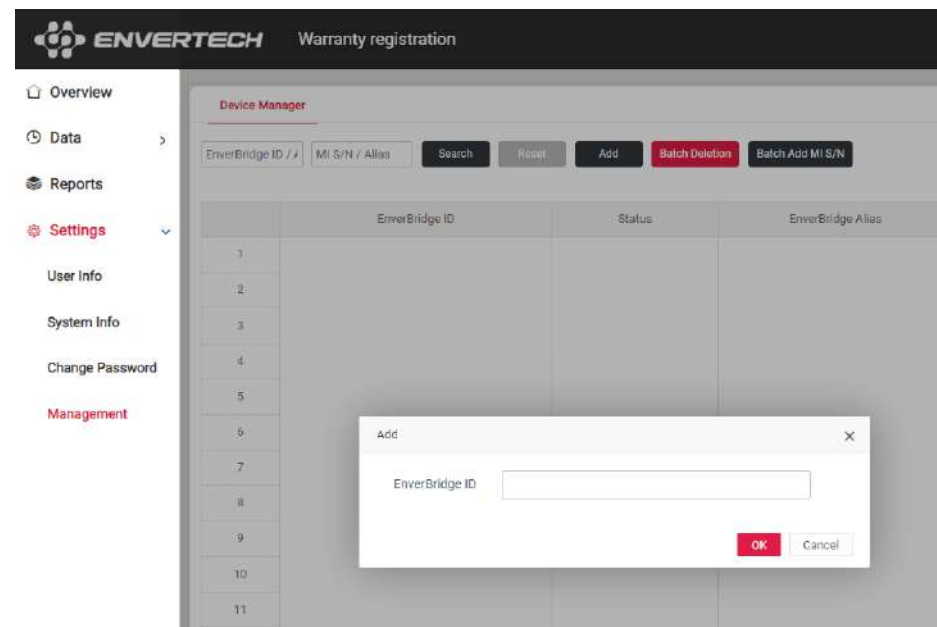 ENVERTECH Warranty registration
Overview
Data
Reports
Settings
User Info
System Info
Change Password
Management
Device Manager
EnverBridge ID / MI S/N / Alias Search Reset Add Batch Deletion Batch Add MI S/N
EnverBridge ID Status EnverBridge Alias
1
2
3
4
5
6
7
8
9
10
11
Add
EnverBridge ID
OK Cancel